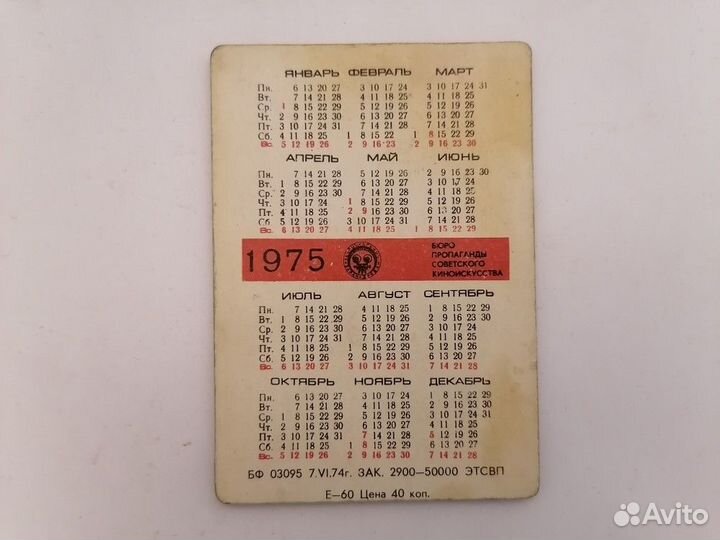 ЯНВАРЬ ФЕВРАЛЬ МАРТ
Пн. 6 13 20 27 3 10 17 24 3 10 17 24 31
Вт. 7 14 21 28 4 11 18 25 4 11 18 25
Ср. 1 8 15 22 29 5 12 19 26 5 12 19 26
Чт. 2 9 16 23 30 6 13 20 27 6 13 20 27
Пт. 3 10 17 24 31 7 14 21 28 7 14 21 28
Сб. 4 11 18 25 1 8 15 22 1 8 15 22 29
Вс. 5 12 19 26 2 9 16 23 2 9 16 23 30
АПРЕЛЬ МАЙ ИЮНЬ
Пн. 7 14 21 28 5 12 19 26 2 9 16 23 30
Вт. 1 8 15 22 29 6 13 20 27 3 10 17 24
Ср. 2 9 16 23 30 7 14 21 28 4 11 18 25
Чт. 3 10 17 24 1 8 15 22 29 5 12 19 26
Пт. 4 11 18 25 2 9 16 23 30 6 13 20 27
Сб. 5 12 19 26 3 10 17 24 31 7 14 21 28
Вс. 6 13 20 27 4 11 18 25 1 8 15 22 29
1975
БЮРО
ПРОПАГАНДЫ
СОВЕТСКОГО
КИНОИСКУССТВА
ИЮЛЬ АВГУСТ СЕНТЯБРЬ
Пн. 7 14 21 28 4 11 18 25 1 8 15 22 29
Вт. 1 8 15 22 29 5 12 19 26 2 9 16 23 30
Ср. 2 9 16 23 30 6 13 20 27 3 10 17 24
Чт. 3 10 17 24 31 7 14 21 28 4 11 18 25
Пт. 4 11 18 25 1 8 15 22 29 5 12 19 26
Сб. 5 12 19 26 2 9 16 23 30 6 13 20 27
Вс. 6 13 20 27 3 10 17 24 31 7 14 21 28
ОКТЯБРЬ НОЯБРЬ ДЕКАБРЬ
Пн. 6 13 20 27 3 10 17 24 1 8 15 22 29
Вт. 7 14 21 28 4 11 18 25 2 9 16 23 30
Ср. 1 8 15 22 29 5 12 19 26 3 10 17 24 31
Чт. 2 9 16 23 30 6 13 20 27 4 11 18 25
Пт. 3 10 17 24 31 7 14 21 28 5 12 19 26
Сб. 4 11 18 25 1 8 15 22 29 6 13 20 27
Вс. 5 12 19 26 2 9 16 23 30 7 14 21 28
БФ 03095 7.VI.74г. ЗАК. 2900—50000 ЭТСВП
Е—60 Цена 40 коп.
Avito